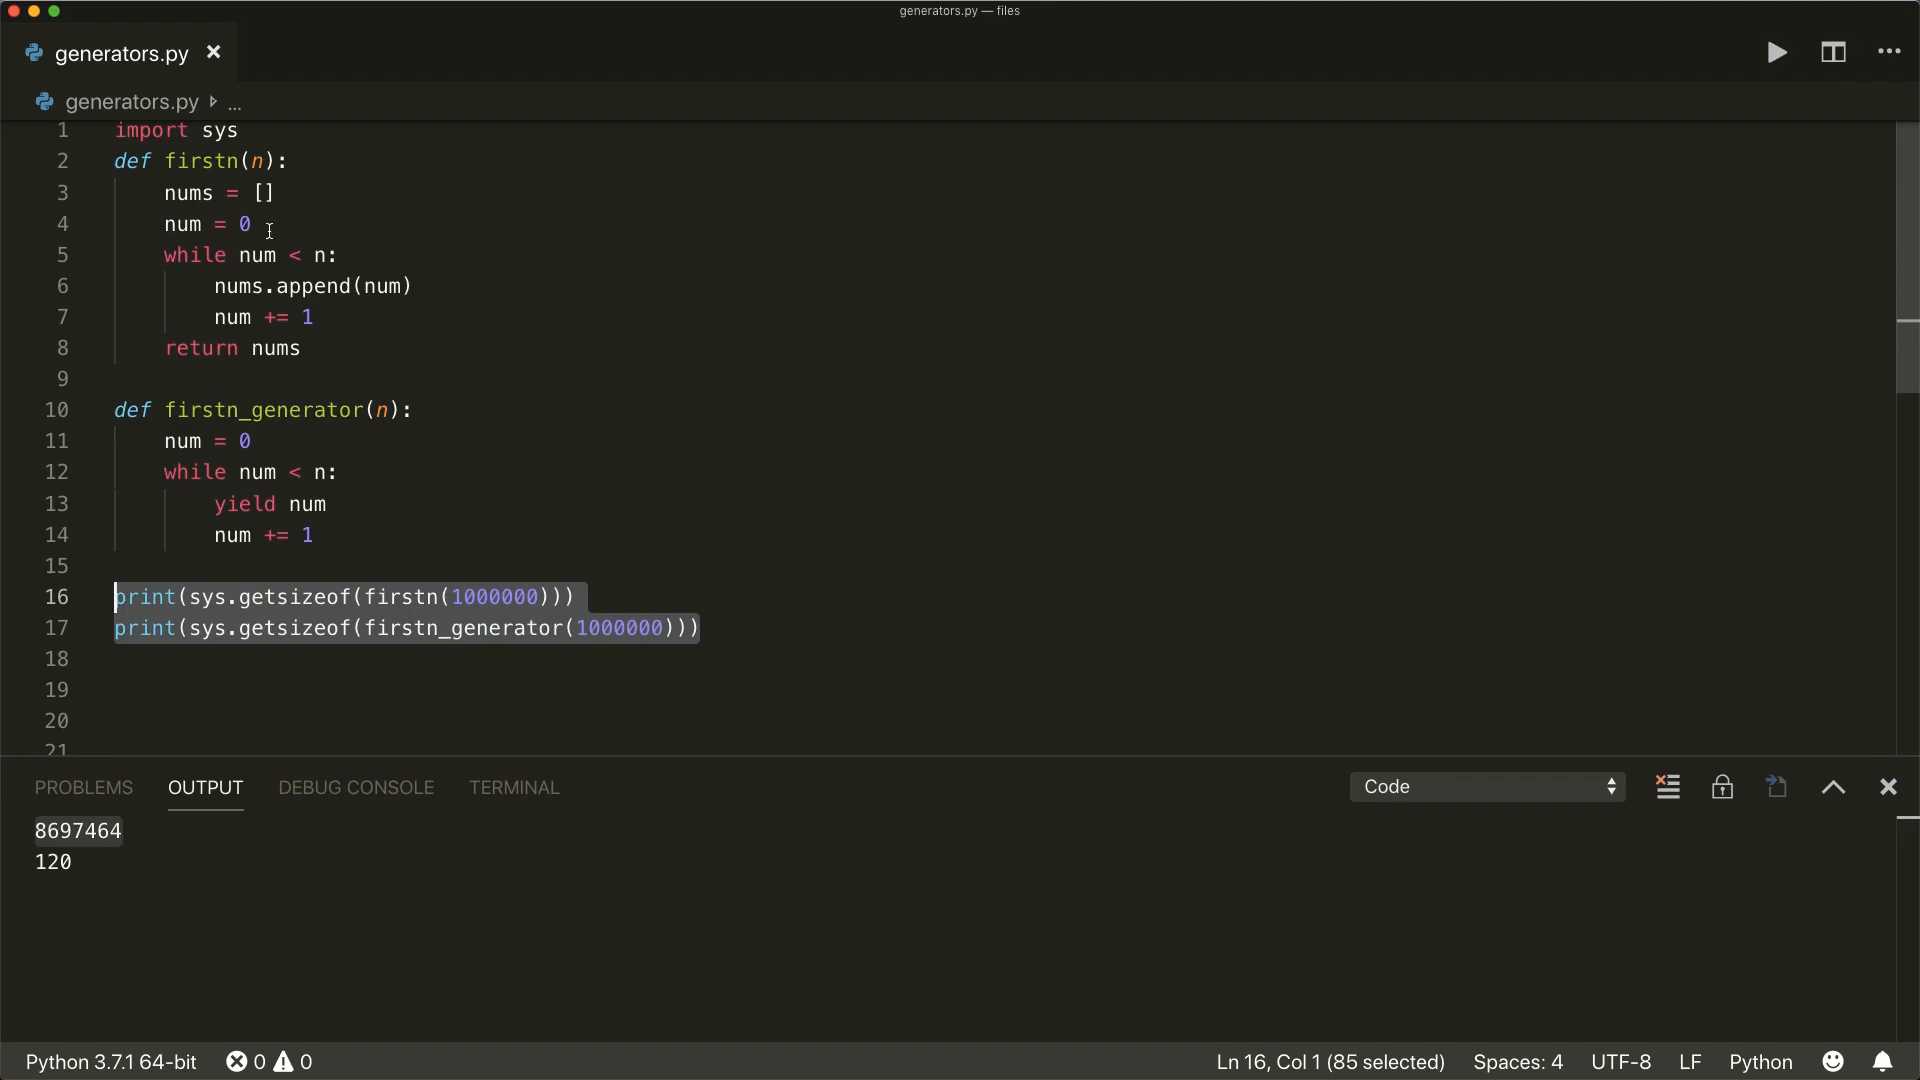 generators.py — files
generators.py
generators.py ...
1 import sys
2 def firstn(n):
3     nums = []
4     num = 0
5     while num < n:
6         nums.append(num)
7         num += 1
8     return nums
9
10 def firstn_generator(n):
11     num = 0
12     while num < n:
13         yield num
14         num += 1
15
16 print(sys.getsizeof(firstn(1000000)))
17 print(sys.getsizeof(firstn_generator(1000000)))
18
19
20
21
PROBLEMS OUTPUT DEBUG CONSOLE TERMINAL Code
8697464
120
Python 3.7.1 64-bit 0 0 Ln 16, Col 1 (85 selected) Spaces: 4 UTF-8 LF Python